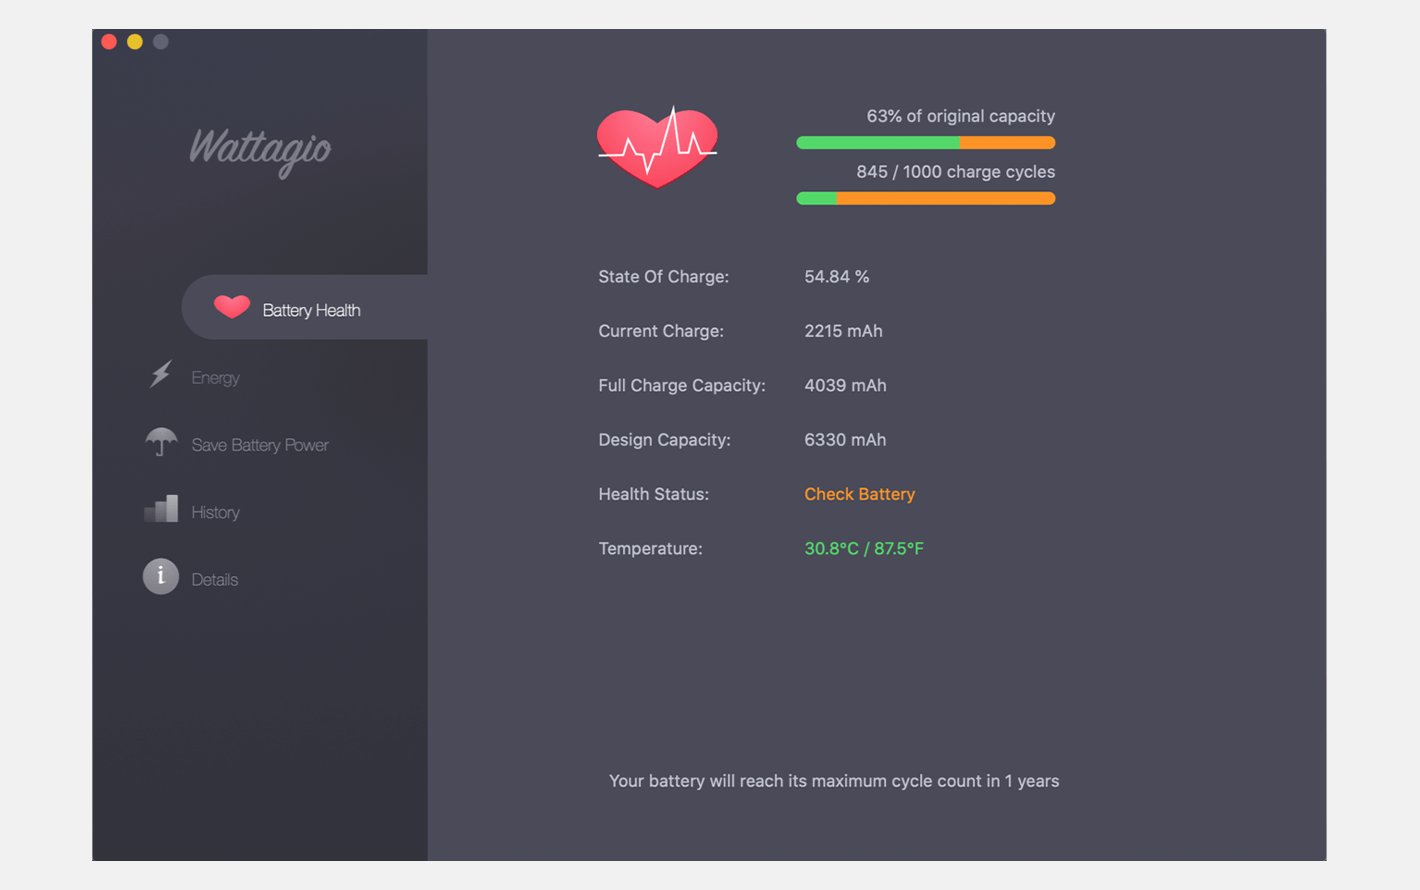 Wattagio
63% of original capacity
845 / 1000 charge cycles
Battery Health
Energy
Save Battery Power
History
i
Details
State Of Charge: 54.84 %
Current Charge: 2215 mAh
Full Charge Capacity: 4039 mAh
Design Capacity: 6330 mAh
Health Status: Check Battery
Temperature: 30.8°C / 87.5°F
Your battery will reach its maximum cycle count in 1 years